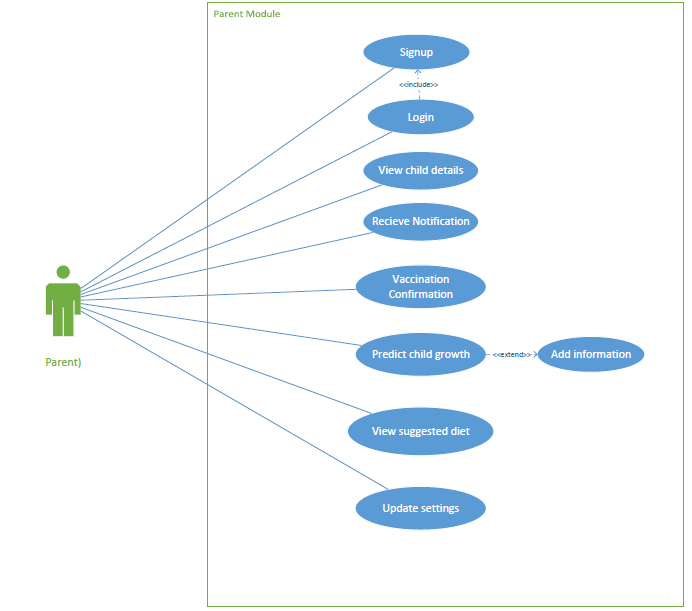 Parent Module
Signup
<<include>>
Login
View child details
Recieve Notification
Vaccination
Confirmation
Parent)
Predict child growth
<<extend>>
Add information
View suggested diet
Update settings